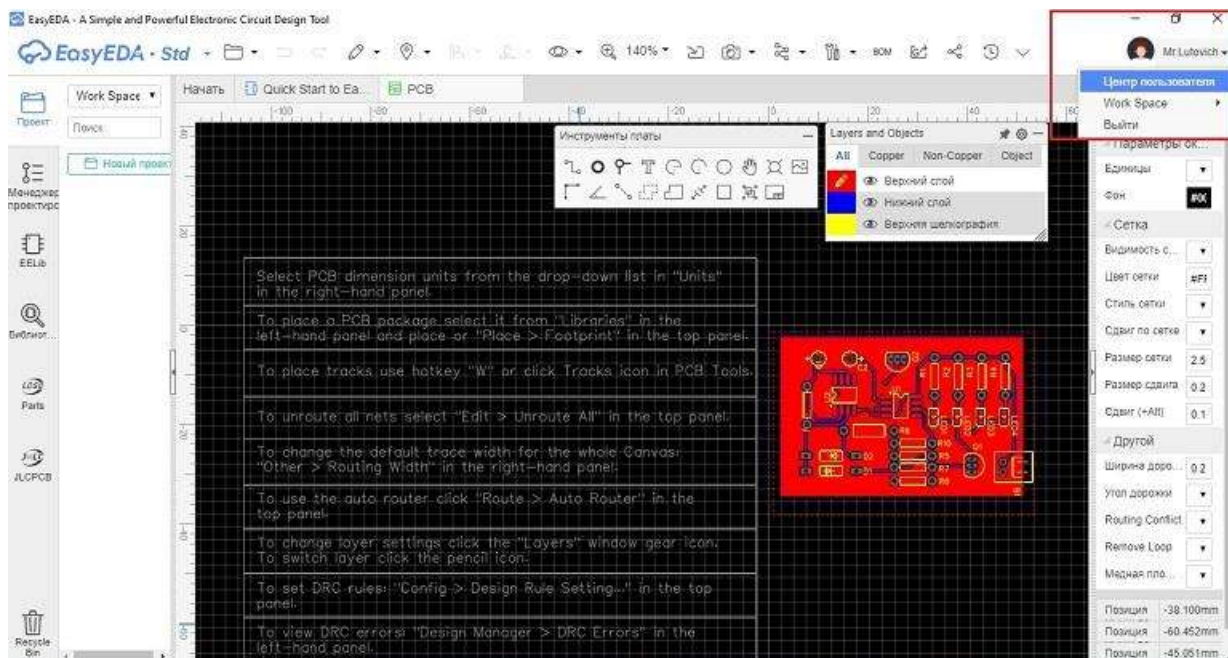 EasyEDA - A Simple and Powerful Electronic Circuit Design Tool
EasyEDA · Std
140%
BOM
Mr.Lutovich
Центр пользователя
Work Space
Выйти
Проект
Менеджер
EELib
Библиот...
LCSC
Parts
JLCPCB
Recycle
Bin
Work Space
Поиск
Новый проект
Начать
Quick Start to Ea...
PCB
Инструменты платы
Layers and Objects
All
Copper
Non-Copper
Object
Верхний слой
Нижний слой
Верхняя шелкография
Select PCB dimension units from the drop-down list in "Units"
in the right-hand panel.
To place a PCB package select it from "Libraries" in the
left-hand panel and place or "Place > Footprint" in the top panel.
To place tracks use hotkey "W" or click Tracks icon in PCB Tools.
To unroute all nets select "Edit > Unroute All" in the top panel.
To change the default trace width for the whole Canvas:
"Other > Routing Width" in the right-hand panel.
To use the auto router click "Route > Auto Router" in the
top panel.
To change layer settings click the "Layers" window gear icon.
To switch layer click the pencil icon.
To set DRC rules: "Config > Design Rule Setting..." in the top
panel.
To view DRC errors: "Design Manager > DRC Errors" in the
left-hand panel.
Параметры ок...
Единицы
Фон
Сетка
Видимость с...
Цвет сетки
#FF
Стиль сетки
Сдвиг по сетке
Размер сетки
2.5
Размер сдвига
0.2
Сдвиг (+Alt)
0.1
Другой
Ширина доро...
0.2
Угол дорожки
Routing Conflict
Remove Loop
Медная пло...
Позиция
-38.100mm
Позиция
-60.452mm
Позиция
-45.051mm